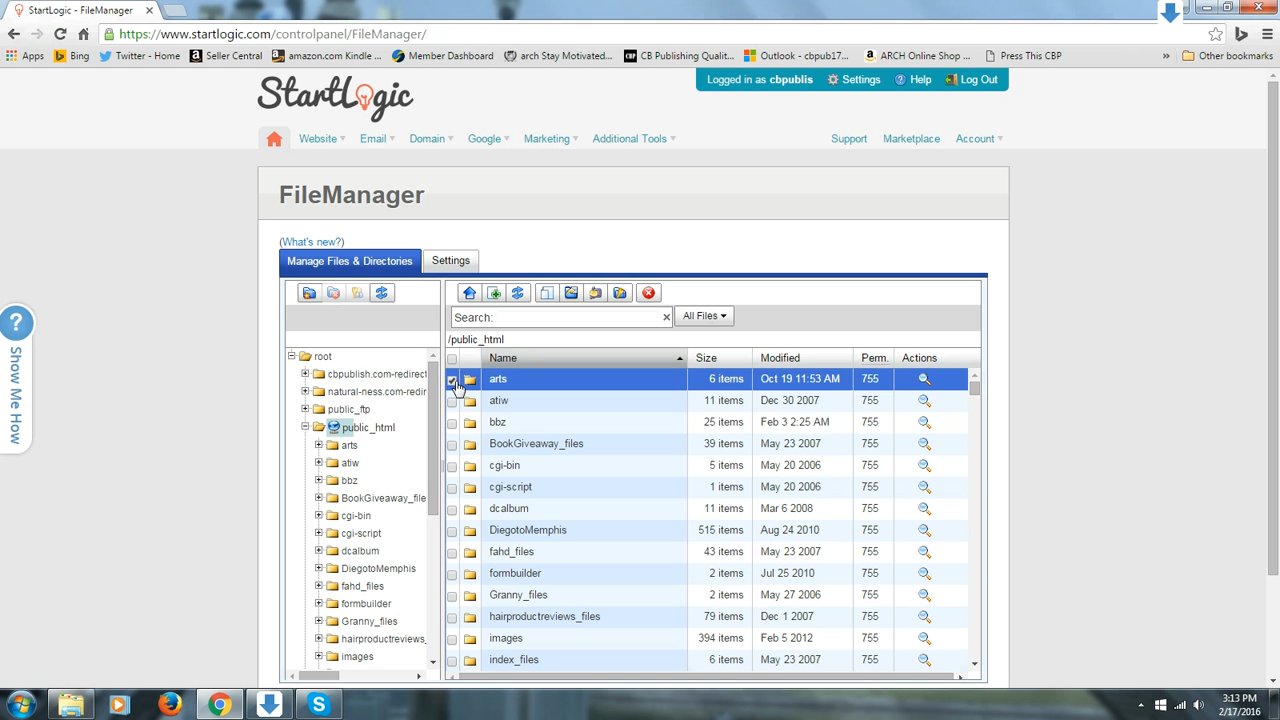 StartLogic - FileManager
https://www.startlogic.com/controlpanel/FileManager/
Apps Bing Twitter - Home Seller Central amazon.com Kindle ... Member Dashboard arch Stay Motivated... CB Publishing Qualit... Outlook - cbpub17... ARCH Online Shop ... Press This CBP » Other bookmarks
StartLogic
Logged in as cbpublis Settings Help Log Out
Website Email Domain Google Marketing Additional Tools Support Marketplace Account
FileManager
(What's new?)
Manage Files & Directories Settings
Search: All Files
/public_html
Name Size Modified Perm. Actions
arts 6 items Oct 19 11:53 AM 755
atiw 11 items Dec 30 2007 755
bbz 25 items Feb 3 2:25 AM 755
BookGiveaway_files 39 items May 23 2007 755
cgi-bin 5 items May 20 2006 755
cgi-script 1 items May 20 2006 755
dcalbum 11 items Mar 6 2008 755
DiegotoMemphis 515 items Aug 24 2010 755
fahd_files 43 items May 23 2007 755
formbuilder 2 items Jul 25 2010 755
Granny_files 2 items May 27 2006 755
hairproductreviews_files 79 items Dec 1 2007 755
images 394 items Feb 5 2012 755
index_files 6 items May 23 2007 755
root
cbpublish.com-redirect
natural-ness.com-redir
public_ftp
public_html
arts
atiw
bbz
BookGiveaway_file
cgi-bin
cgi-script
dcalbum
DiegotoMemphis
fahd_files
formbuilder
Granny_files
hairproductreviews_
images
? Show Me How
3:13 PM
2/17/2016